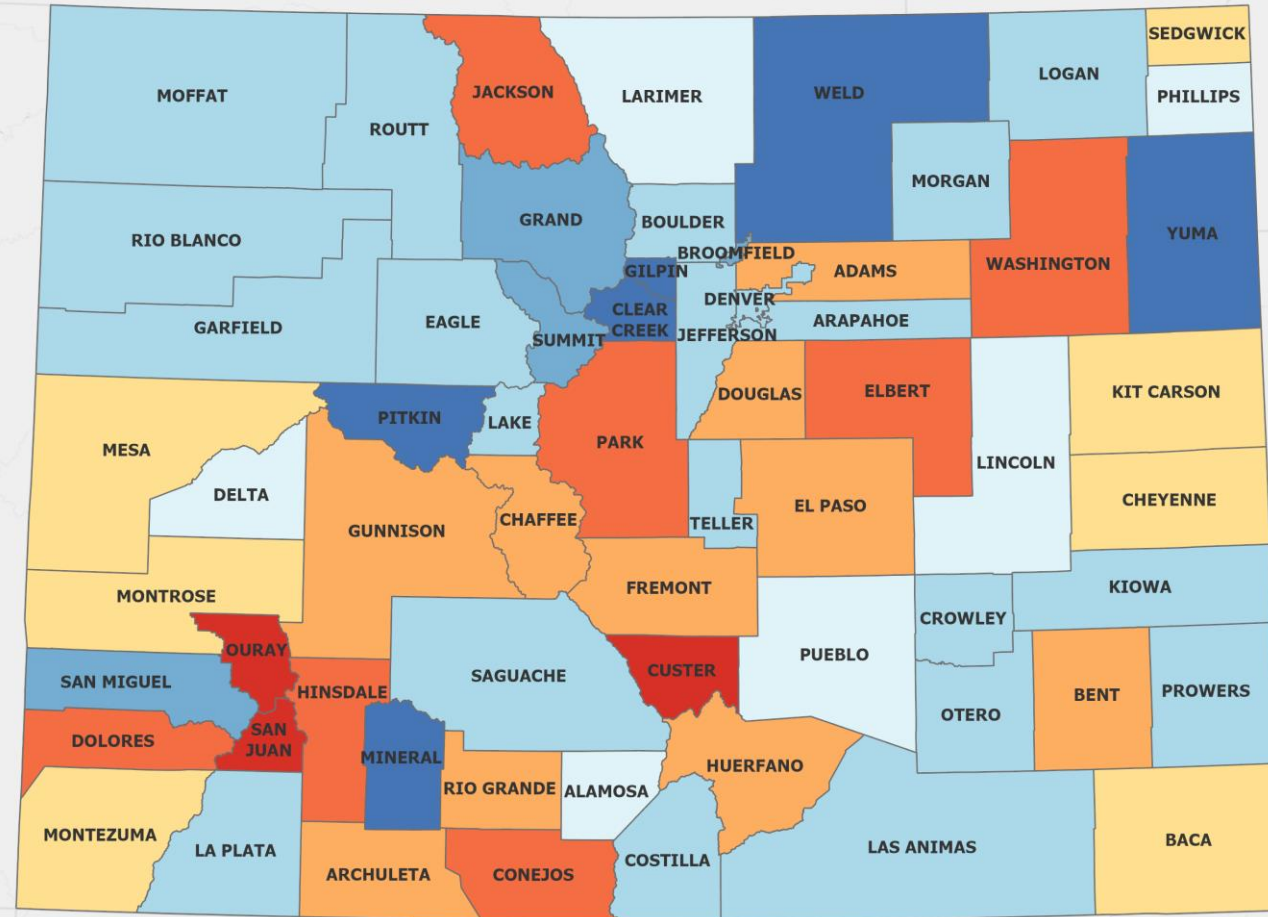 SEDGWICK
LOGAN
MOFFAT
JACKSON
LARIMER
WELD
PHILLIPS
ROUTT
MORGAN
GRAND
BOULDER
RIO BLANCO
YUMA
BROOMFIELD
GILPIN
ADAMS
WASHINGTON
DENVER
CLEAR
CREEK
EAGLE
GARFIELD
ARAPAHOE
JEFFERSON
SUMMIT
DOUGLAS
ELBERT
KIT CARSON
PITKIN
LAKE
PARK
MESA
LINCOLN
DELTA
CHEYENNE
EL PASO
CHAFFEE
TELLER
GUNNISON
FREMONT
KIOWA
MONTROSE
CROWLEY
OURAY
PUEBLO
CUSTER
SAGUACHE
SAN MIGUEL
HINSDALE
BENT
PROWERS
OTERO
SAN
JUAN
DOLORES
MINERAL
HUERFANO
RIO GRANDE
ALAMOSA
MONTEZUMA
BACA
LAS ANIMAS
LA PLATA
COSTILLA
ARCHULETA
CONEJOS